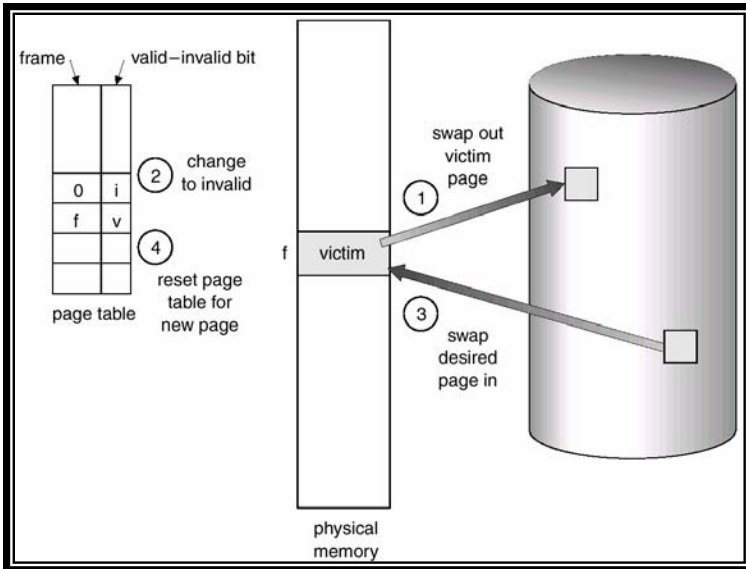 frame
valid–invalid bit
0 i
f v
page table
2
change
to invalid
4
reset page
table for
new page
f
victim
physical
memory
swap out
victim
page
1
3
swap
desired
page in